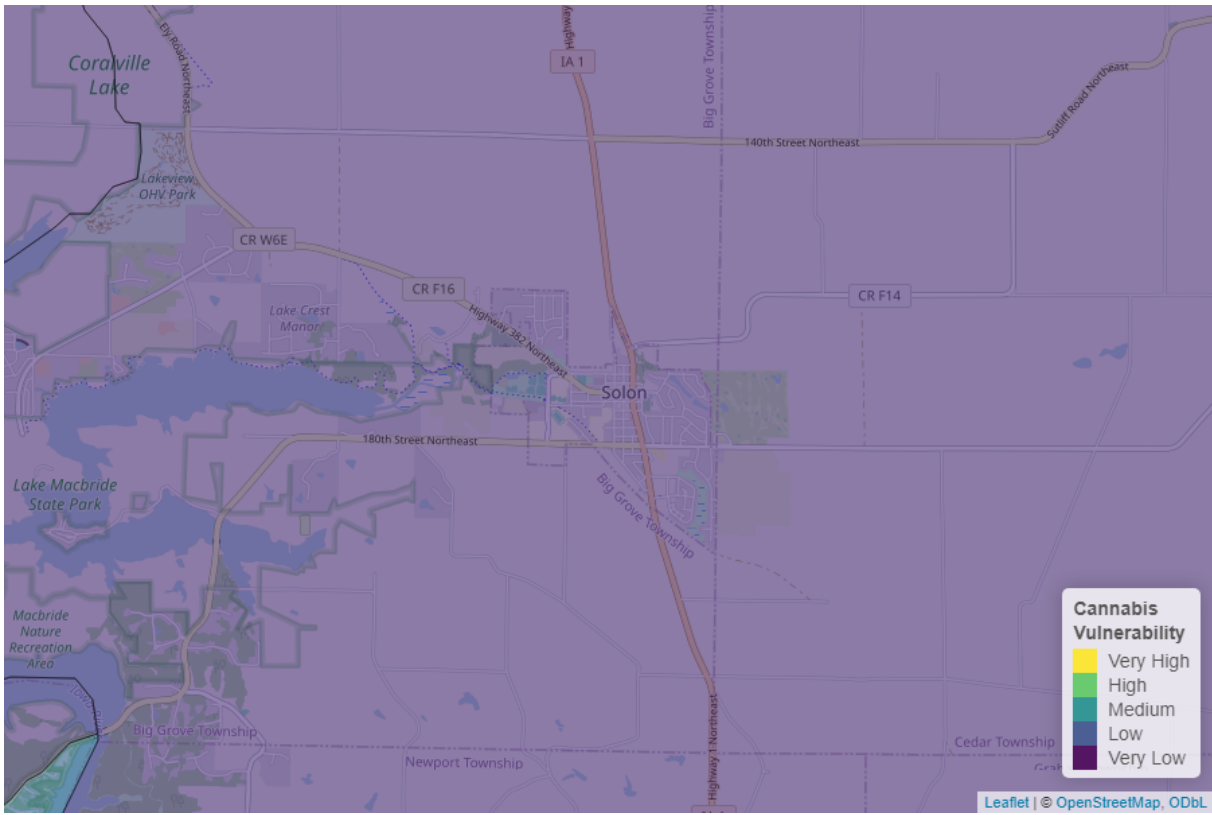 Ely Road Northeast
Coralville
Lake
Highway
IA 1
Big Grove Township
Sutliff Road Northeast
140th Street Northeast
Lakeview
OHV Park
CR W6E
CR F16
CR F14
Lake Crest
Manor
Highway 382 Northeast
Solon
180th Street Northeast
Lake Macbride
State Park
Big Grove Township
Macbride
Nature
Recreation
Area
Iowa River
Big Grove Township
Newport Township
Highway 1 Northeast
Cedar Township
Cannabis
Vulnerability
Very High
High
Medium
Low
Very Low
Leaflet | © OpenStreetMap, ODbL